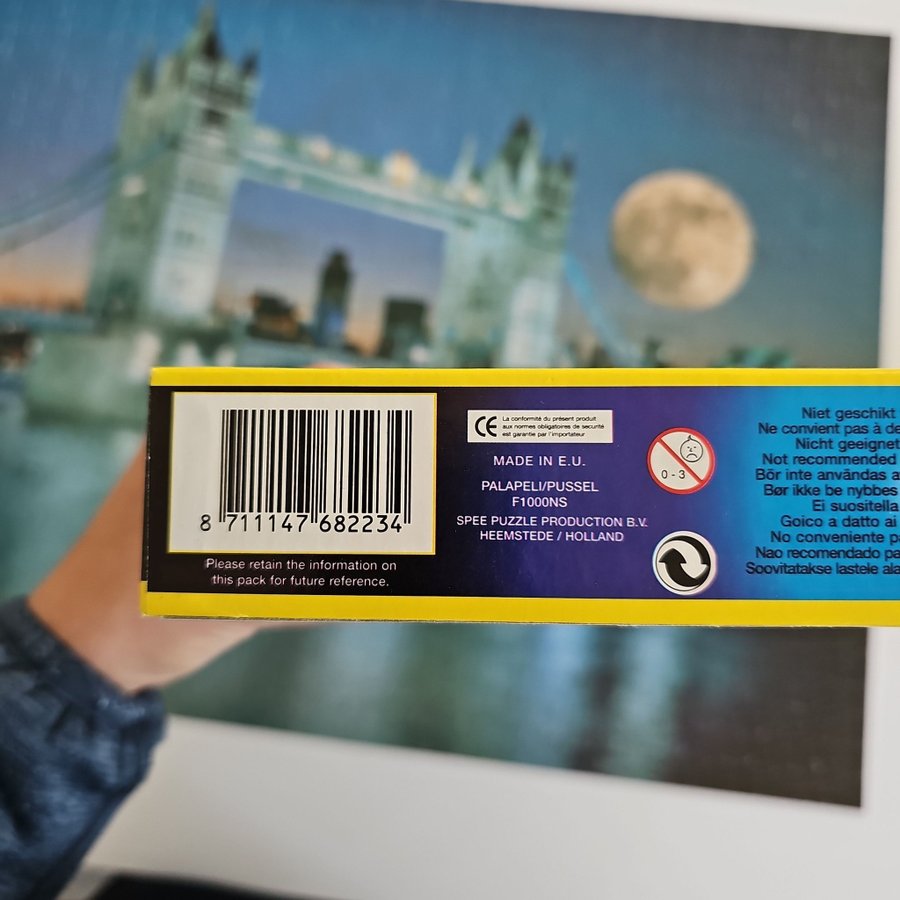 8 711147 682234
Please retain the information on
this pack for future reference.
CE
La conformité du présent produit
aux normes obligatoires de securité
est garantie par l'importateur.
MADE IN E.U.
PALAPELI/PUSSEL
F1000NS
SPEE PUZZLE PRODUCTION B.V.
HEEMSTEDE / HOLLAND
0-3
Niet geschikt
Ne convient pas à de
Nicht geeignet
Not recommended
Bör inte användas a
Bør ikke be nybbes
Ei suositella
Goico a datto ai
No conveniente pa
Nao recomendado pa
Soovitatakse lastele ala